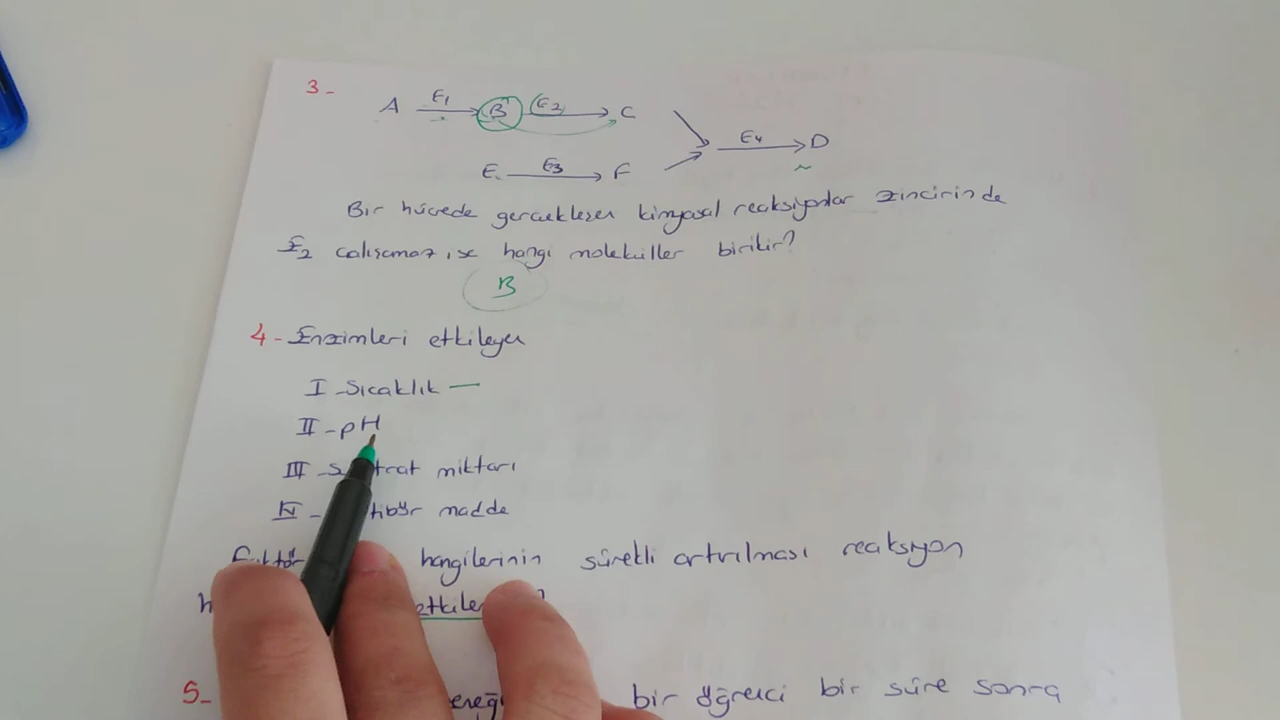 3-
A E1 B E2 C
E4 D
E E3 F
Bir hücrede gerçekleşen kimyasal reaksiyonlar zincirinde
E2 çalışamaz ise hangi moleküller birikir?
B
4- Enzimleri etkileyen
I - Sıcaklık —
II - pH
III - miktarı
IV - madde
hangilerinin sürekli artırılması reaksiyon
5- bir öğrenci bir süre sonra